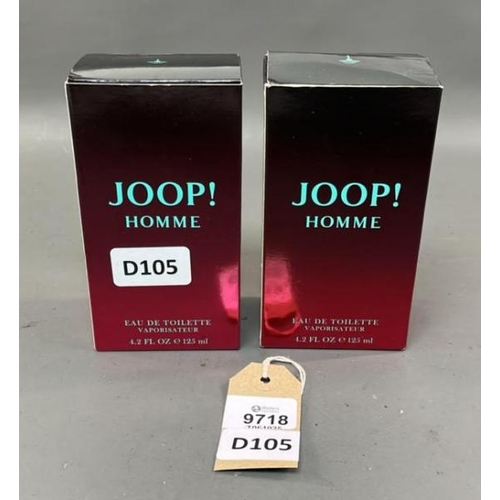 JOOP!
HOMME
D105
EAU DE TOILETTE
VAPORISATEUR
4.2 FL OZ ℮ 125 ml
JOOP!
HOMME
EAU DE TOILETTE
VAPORISATEUR
4.2 FL OZ ℮ 125 ml
9718
D105